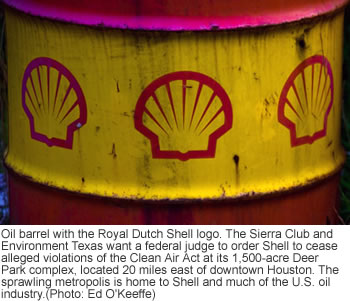 Oil barrel with the Royal Dutch Shell logo. The Sierra Club and
Environment Texas want a federal judge to order Shell to cease
alleged violations of the Clean Air Act at its 1,500-acre Deer
Park complex, located 20 miles east of downtown Houston. The
sprawling metropolis is home to Shell and much of the U.S. oil
industry.(Photo: Ed O'Keeffe)